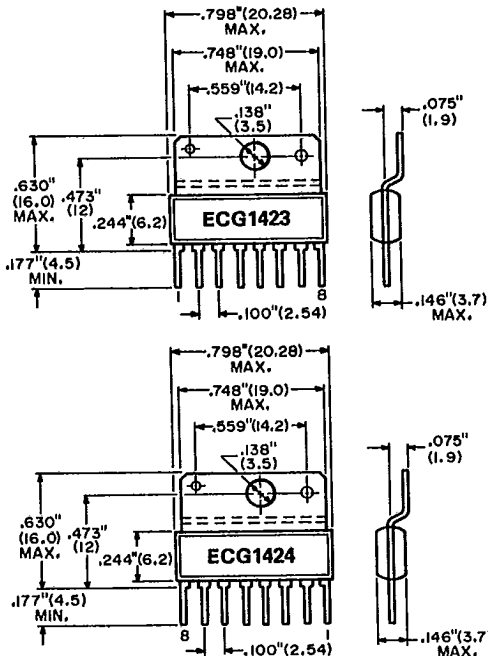 .798"(20.28)
MAX.
.748"(19.0)
MAX.
.559"(14.2)
.138"
(3.5)
.075"
(1.9)
.630"
(16.0)
MAX.
.473"
(12)
.244"(6.2)
ECG1423
.177"(4.5)
MIN.
1
8
.100"(2.54)
.146"(3.7)
MAX.
.798"(20.28)
MAX.
.748"(19.0)
MAX.
.559"(14.2)
.138"
(3.5)
.075"
(1.9)
.630"
(16.0)
MAX.
.473"
(12)
.244"(6.2)
ECG1424
.177"(4.5)
MIN.
8
1
.100"(2.54)
.146"(3.7
MAX.